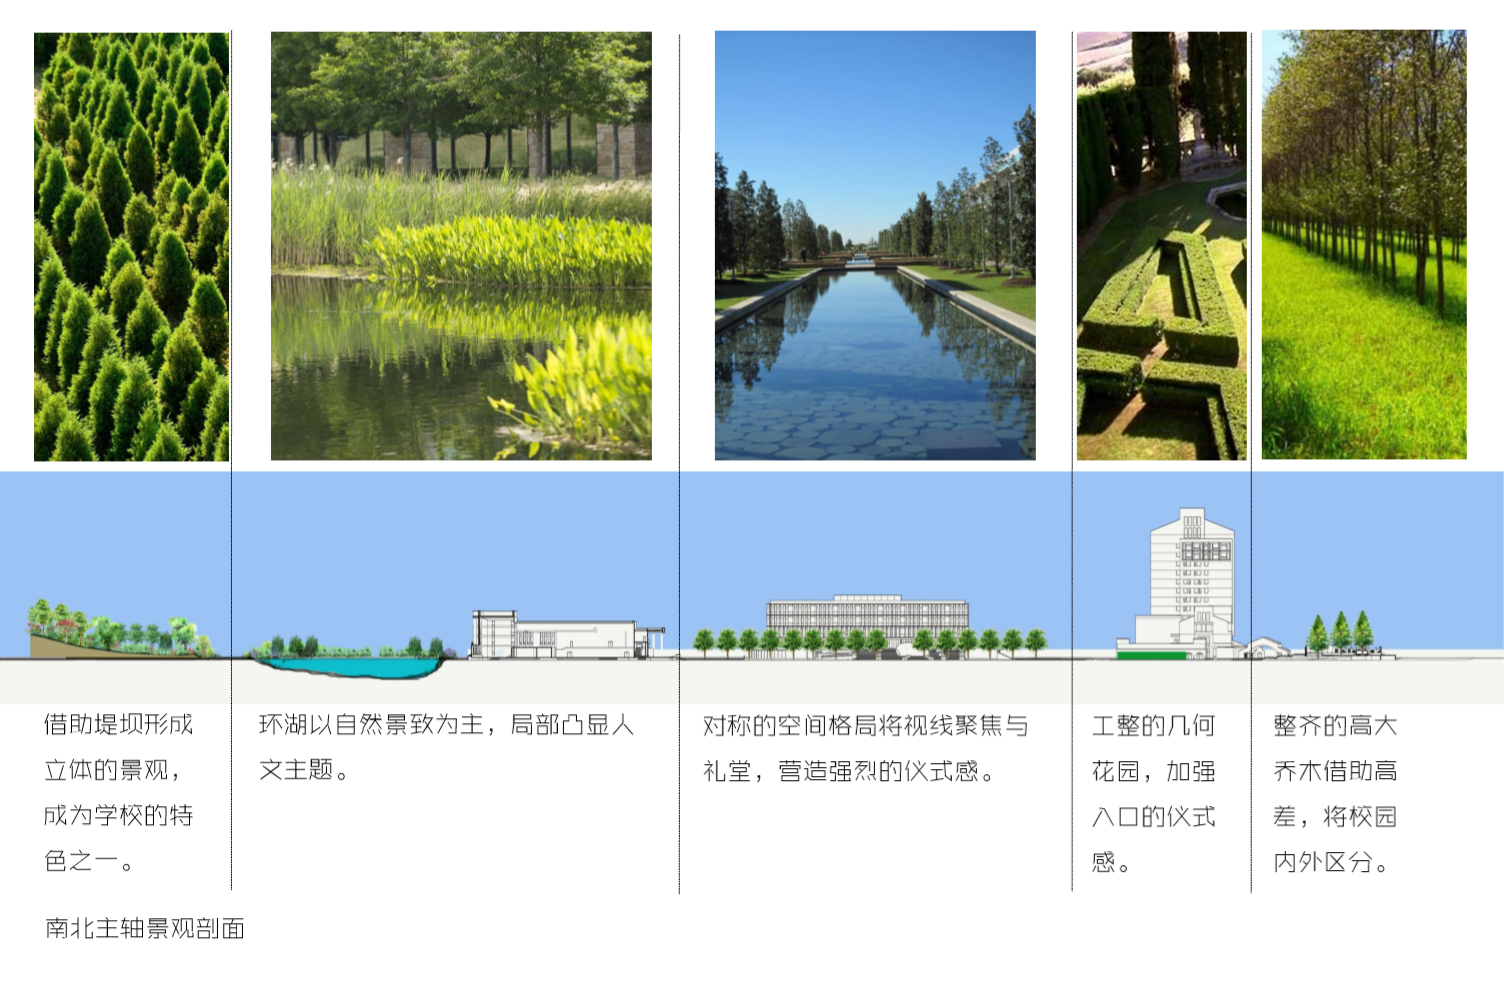 借助堤坝形成
立体的景观，
成为学校的特
色之一。
环湖以自然景致为主，局部凸显人
文主题。
对称的空间格局将视线聚焦与
礼堂，营造强烈的仪式感。
工整的几何
花园，加强
入口的仪式
感。
整齐的高大
乔木借助高
差，将校园
内外区分。
南北主轴景观剖面